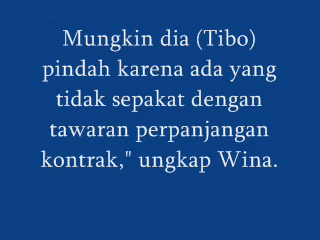 Mungkin dia (Tibo)
pindah karena ada yang
tidak sepakat dengan
tawaran perpanjangan
kontrak," ungkap Wina.